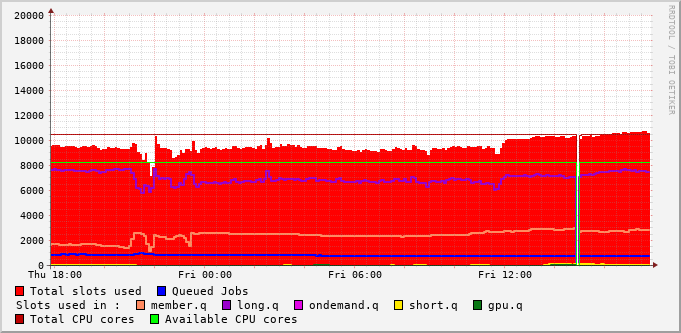 20000
18000
16000
14000
12000
10000
8000
6000
4000
2000
0
Thu 18:00 Fri 00:00 Fri 06:00 Fri 12:00
Total slots used Queued Jobs
Slots used in : member.q long.q ondemand.q short.q gpu.q
Total CPU cores Available CPU cores
RRDTOOL / TOBI OETIKER